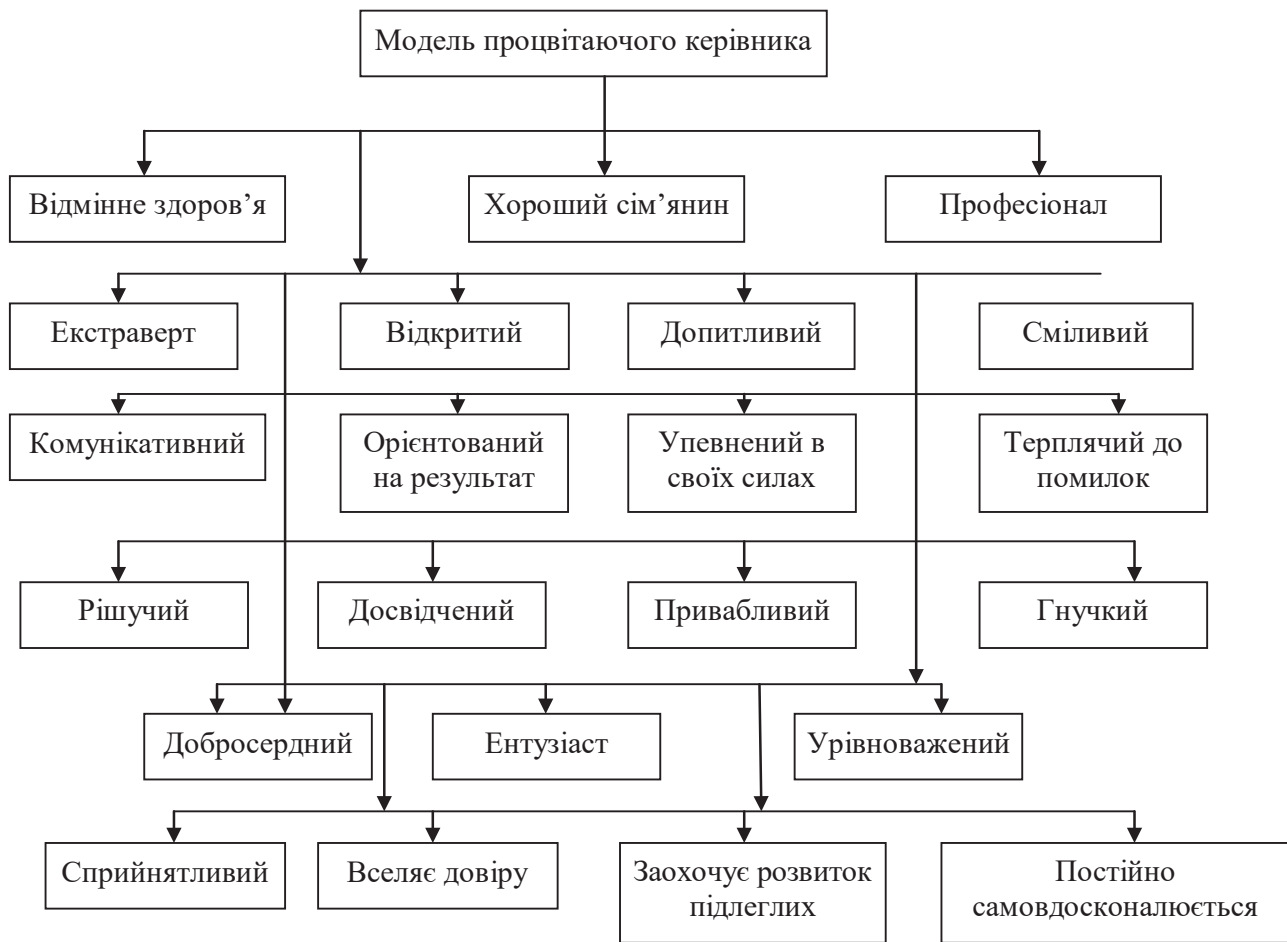 Модель процвітаючого керівника
Відмінне здоров’я
Хороший сім’янин
Професіонал
Екстраверт
Відкритий
Допитливий
Сміливий
Комунікативний
Орієнтований
на результат
Упевнений в
своїх силах
Терплячий до
помилок
Рішучий
Досвідчений
Привабливий
Гнучкий
Добросердний
Ентузіаст
Урівноважений
Сприйнятливий
Вселяє довіру
Заохочує розвиток
підлеглих
Постійно
самовдосконалюється